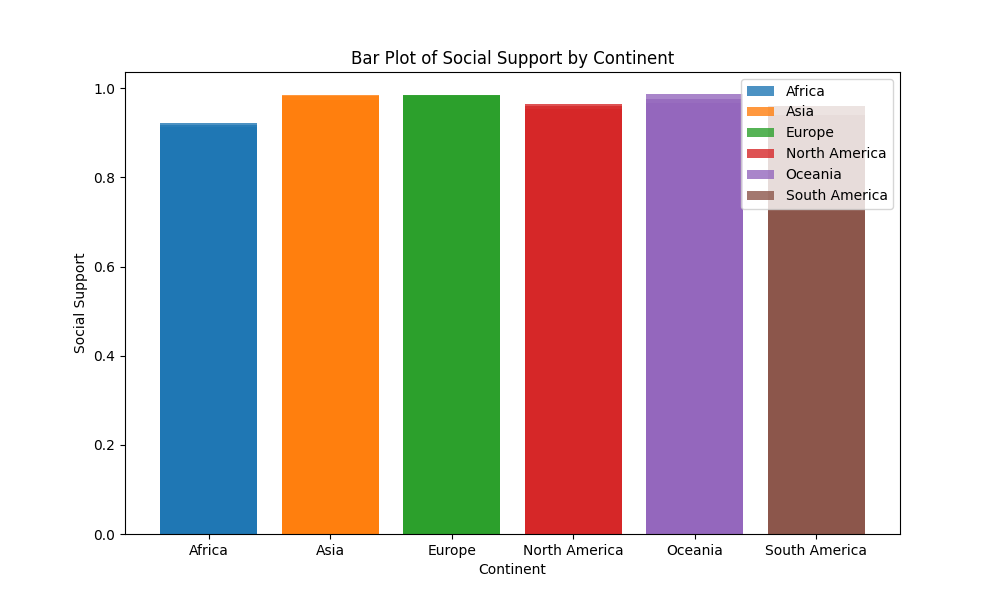 Bar Plot of Social Support by Continent
1.0
0.8
0.6
0.4
0.2
0.0
Social Support
Africa
Asia
Europe
North America
Oceania
South America
Africa Asia Europe North America Oceania South America
Continent